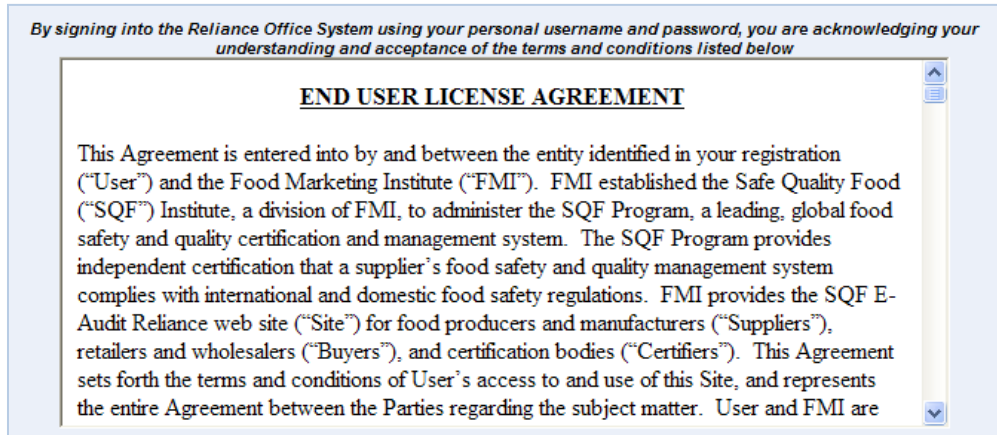 By signing into the Reliance Office System using your personal username and password, you are acknowledging your
understanding and acceptance of the terms and conditions listed below
END USER LICENSE AGREEMENT
This Agreement is entered into by and between the entity identified in your registration
(“User”) and the Food Marketing Institute (“FMI”).  FMI established the Safe Quality Food
(“SQF”) Institute, a division of FMI, to administer the SQF Program, a leading, global food
safety and quality certification and management system.  The SQF Program provides
independent certification that a supplier’s food safety and quality management system
complies with international and domestic food safety regulations.  FMI provides the SQF E-
Audit Reliance web site (“Site”) for food producers and manufacturers (“Suppliers”),
retailers and wholesalers (“Buyers”), and certification bodies (“Certifiers”).  This Agreement
sets forth the terms and conditions of User’s access to and use of this Site, and represents
the entire Agreement between the Parties regarding the subject matter.  User and FMI are